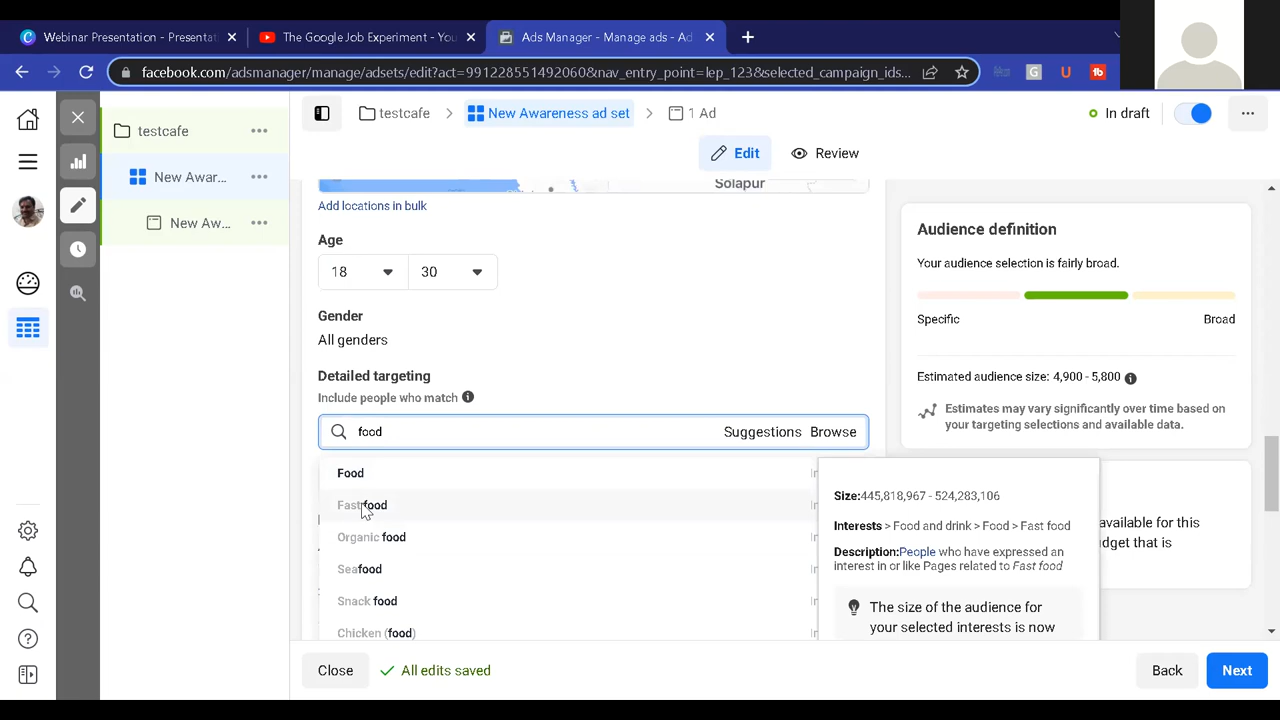 Webinar Presentation - Presentat
The Google Job Experiment - You
Ads Manager - Manage ads - Ad
facebook.com/adsmanager/manage/adsets/edit?act=991228551492060&nav_entry_point=lep_123&selected_campaign_ids...
testcafe
New Awareness ad set
1 Ad
In draft
testcafe
New Awar...
New Aw...
Edit
Review
Solapur
Add locations in bulk
Age
18
30
Gender
All genders
Detailed targeting
Include people who match
food
Suggestions
Browse
Food
In
Fast food
In
Organic food
In
Seafood
In
Snack food
In
Chicken (food)
In
Size:445,818,967 - 524,283,106
Interests > Food and drink > Food > Fast food
Description:People who have expressed an
interest in or like Pages related to Fast food
The size of the audience for
your selected interests is now
Audience definition
Your audience selection is fairly broad.
Specific
Broad
Estimated audience size: 4,900 - 5,800
Estimates may vary significantly over time based on
your targeting selections and available data.
available for this
dget that is
Close
All edits saved
Back
Next